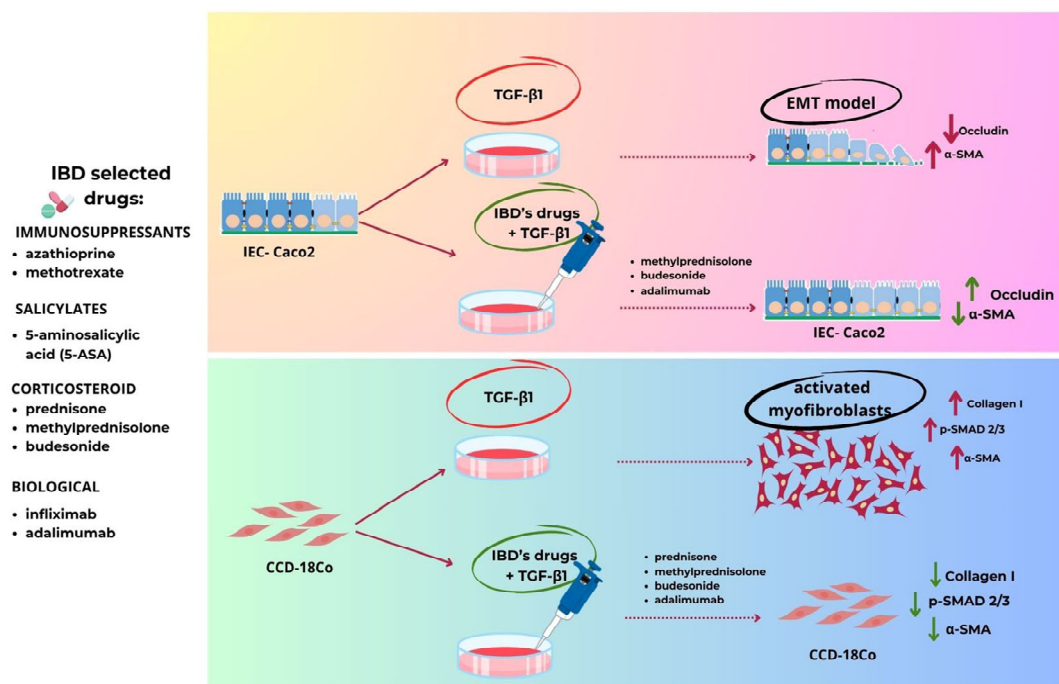 IBD selected
drugs:
IMMUNOSUPPRESSANTS
• azathioprine
• methotrexate
SALICYLATES
• 5-aminosalicylic
acid (5-ASA)
CORTICOSTEROID
• prednisone
• methylprednisolone
• budesonide
BIOLOGICAL
• infliximab
• adalimumab
TGF-β1
EMT model
Occludin
α-SMA
IEC- Caco2
IBD's drugs
+ TGF-β1
• methylprednisolone
• budesonide
• adalimumab
Occludin
α-SMA
IEC- Caco2
TGF-β1
activated
myofibroblasts
Collagen I
p-SMAD 2/3
α-SMA
CCD-18Co
IBD's drugs
+ TGF-β1
• prednisone
• methylprednisolone
• budesonide
• adalimumab
Collagen I
p-SMAD 2/3
α-SMA
CCD-18Co